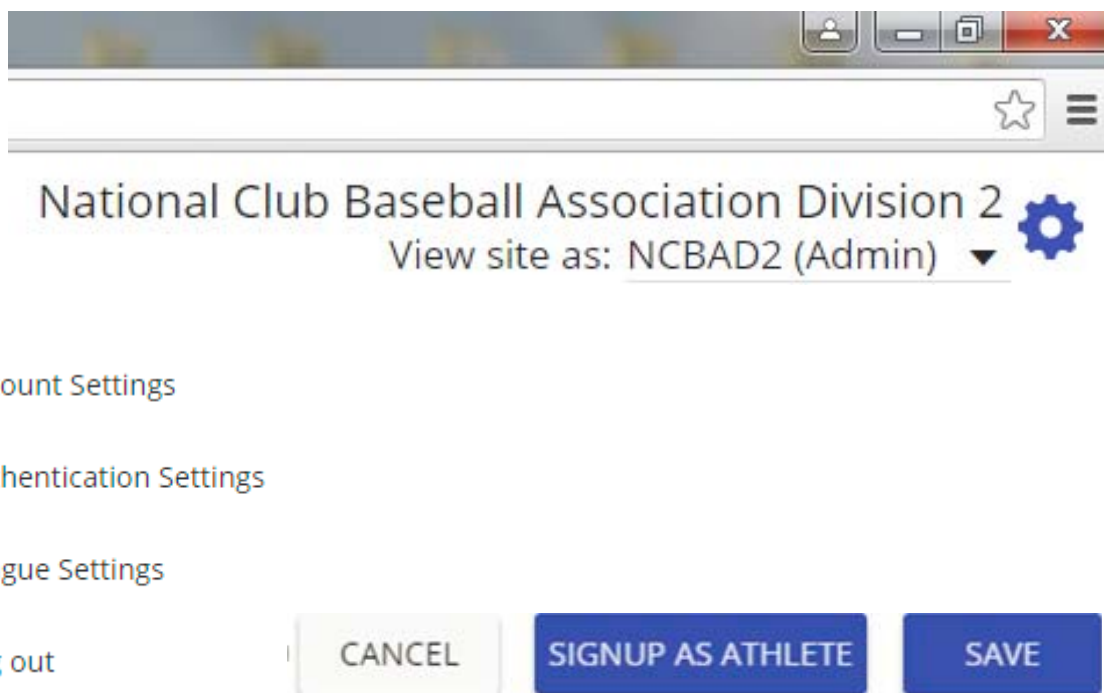 National Club Baseball Association Division 2
View site as: NCBAD2 (Admin)
ount Settings
hentication Settings
gue Settings
out
CANCEL
SIGNUP AS ATHLETE
SAVE